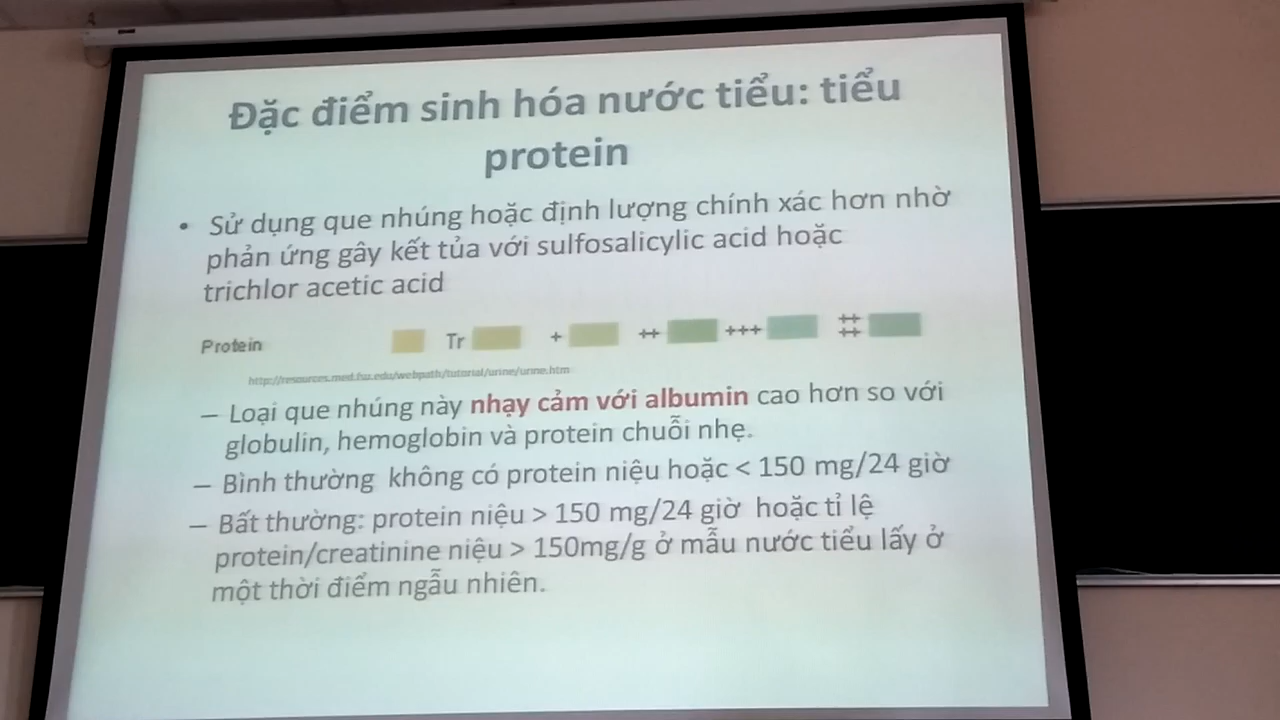 Đặc điểm sinh hóa nước tiểu: tiểu
protein
• Sử dụng que nhúng hoặc định lượng chính xác hơn nhờ
phản ứng gây kết tủa với sulfosalicylic acid hoặc
trichlor acetic acid
Protein Tr + ++ +++ ++++
http://resources.med.fsu.edu/webpath/tutorial/urine/urine.htm
– Loại que nhúng này nhạy cảm với albumin cao hơn so với
globulin, hemoglobin và protein chuỗi nhẹ.
– Bình thường không có protein niệu hoặc < 150 mg/24 giờ
– Bất thường: protein niệu > 150 mg/24 giờ hoặc tỉ lệ
protein/creatinine niệu > 150mg/g ở mẫu nước tiểu lấy ở
một thời điểm ngẫu nhiên.